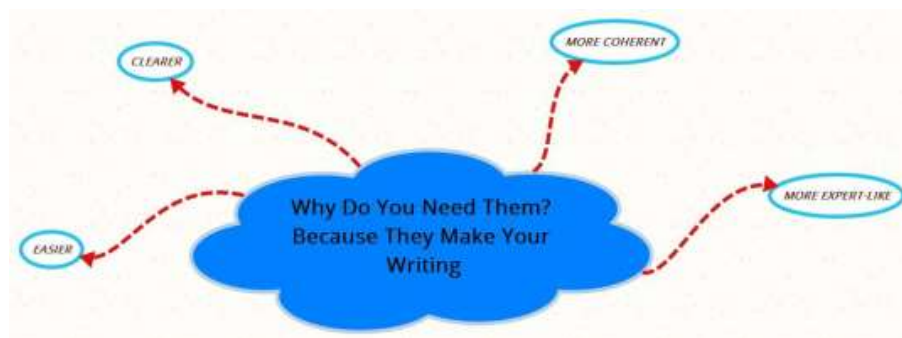 CLEARER
MORE COHERENT
MORE EXPERT-LIKE
EASIER
Why Do You Need Them?
Because They Make Your
Writing